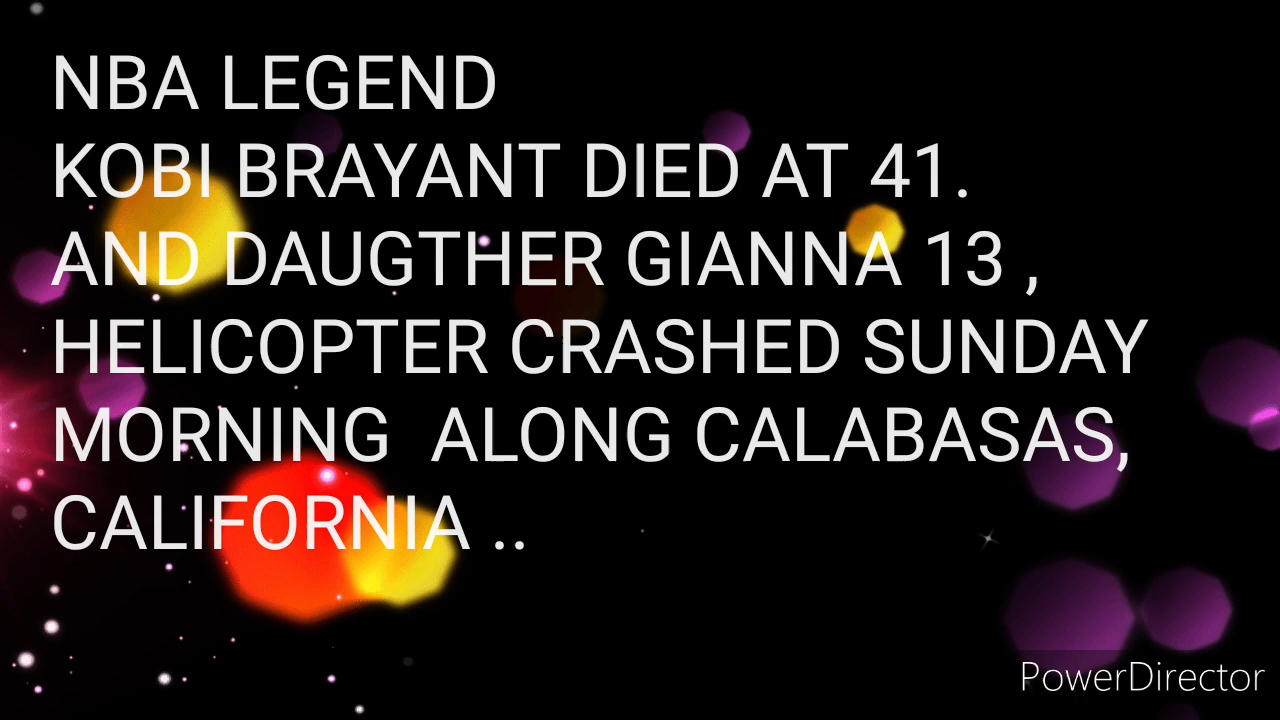 NBA LEGEND
KOBI BRAYANT DIED AT 41.
AND DAUGTHER GIANNA 13 ,
HELICOPTER CRASHED SUNDAY
MORNING  ALONG CALABASAS,
CALIFORNIA ..
PowerDirector